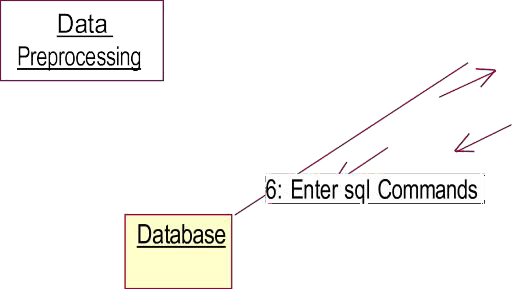 Data
Preprocessing
6: Enter sql Commands
Database